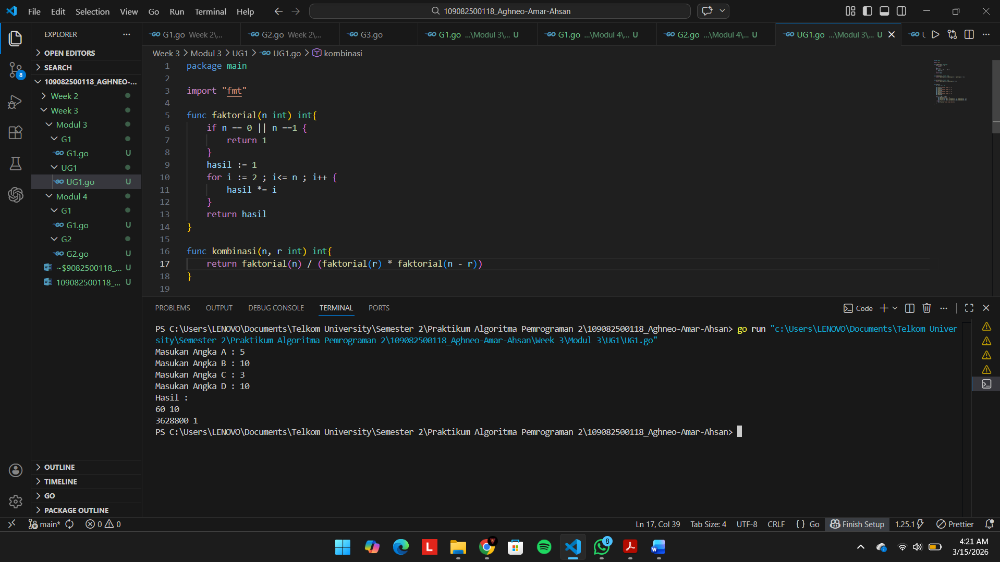 File Edit Selection View Go Run Terminal Help
109082500118_Aghneo-Amar-Ahsan
EXPLORER
OPEN EDITORS
SEARCH
109082500118_AGHNEO-...
Week 2
Week 3
Modul 3
G1
G1.go U
UG1
UG1.go U
Modul 4
G1
G1.go U
G2
G2.go U
~$9082500118_... U
109082500118_... U
OUTLINE
TIMELINE
GO
PACKAGE OUTLINE
8
G1.go Week 2\... G2.go Week 2\... G3.go G1.go ...\Modul 3\... U G1.go ...\Modul 4\... U G2.go ...\Modul 4\... U UG1.go ...\Modul 3\... U
Week 3 > Modul 3 > UG1 > UG1.go > kombinasi
1 package main
2
3 import "fmt"
4
5 func faktorial(n int) int{
6 if n == 0 || n ==1 {
7 return 1
8 }
9 hasil := 1
10 for i := 2 ; i<= n ; i++ {
11 hasil *= i
12 }
13 return hasil
14 }
15
16 func kombinasi(n, r int) int{
17 return faktorial(n) / (faktorial(r) * faktorial(n - r))
18 }
19
PROBLEMS OUTPUT DEBUG CONSOLE TERMINAL PORTS
Code
PS C:\Users\LENOVO\Documents\Telkom University\Semester 2\Praktikum Algoritma Pemrograman 2\109082500118_Aghneo-Amar-Ahsan> go run "c:\Users\LENOVO\Documents\Telkom Univer
sity\Semester 2\Praktikum Algoritma Pemrograman 2\109082500118_Aghneo-Amar-Ahsan\Week 3\Modul 3\UG1\UG1.go"
Masukan Angka A : 5
Masukan Angka B : 10
Masukan Angka C : 3
Masukan Angka D : 10
Hasil :
60 10
3628800 1
PS C:\Users\LENOVO\Documents\Telkom University\Semester 2\Praktikum Algoritma Pemrograman 2\109082500118_Aghneo-Amar-Ahsan>
main* 0 0 Ln 17, Col 39 Tab Size: 4 UTF-8 CRLF { } Go Finish Setup 1.25.1 Prettier
8
4:21 AM
3/15/2026